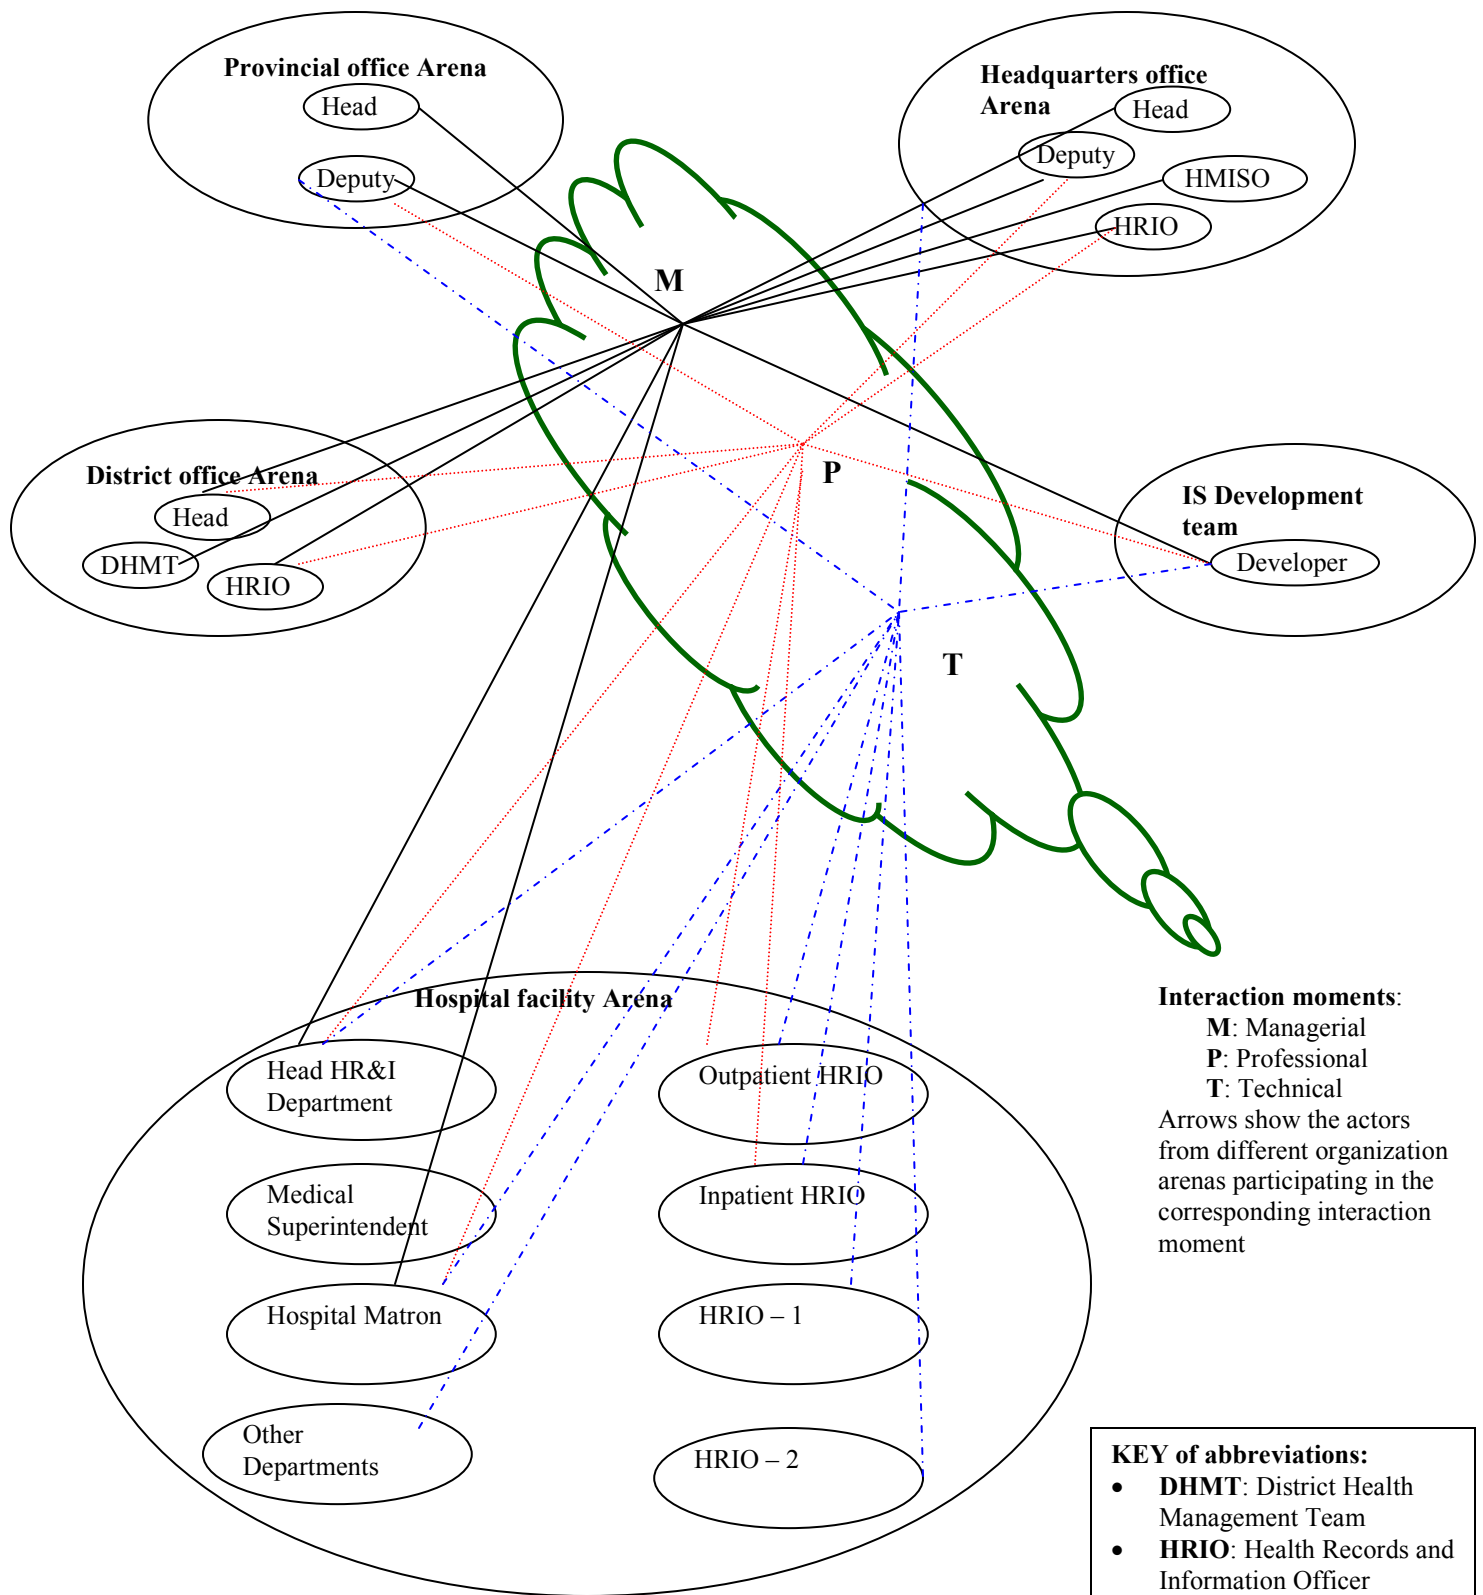 Provincial office Arena
Head
Deputy
Headquarters office
Arena
Head
Deputy
HMISO
HRIO
M
District office Arena
Head
DHMT
HRIO
P
IS Development
team
Developer
T
Hospital facility Arena
Head HR&I
Department
Outpatient HRIO
Medical
Superintendent
Inpatient HRIO
Hospital Matron
HRIO – 1
Other
Departments
HRIO – 2
Interaction moments:
M: Managerial
P: Professional
T: Technical
Arrows show the actors
from different organization
arenas participating in the
corresponding interaction
moment
KEY of abbreviations:
• DHMT: District Health
Management Team
• HRIO: Health Records and
Information Officer